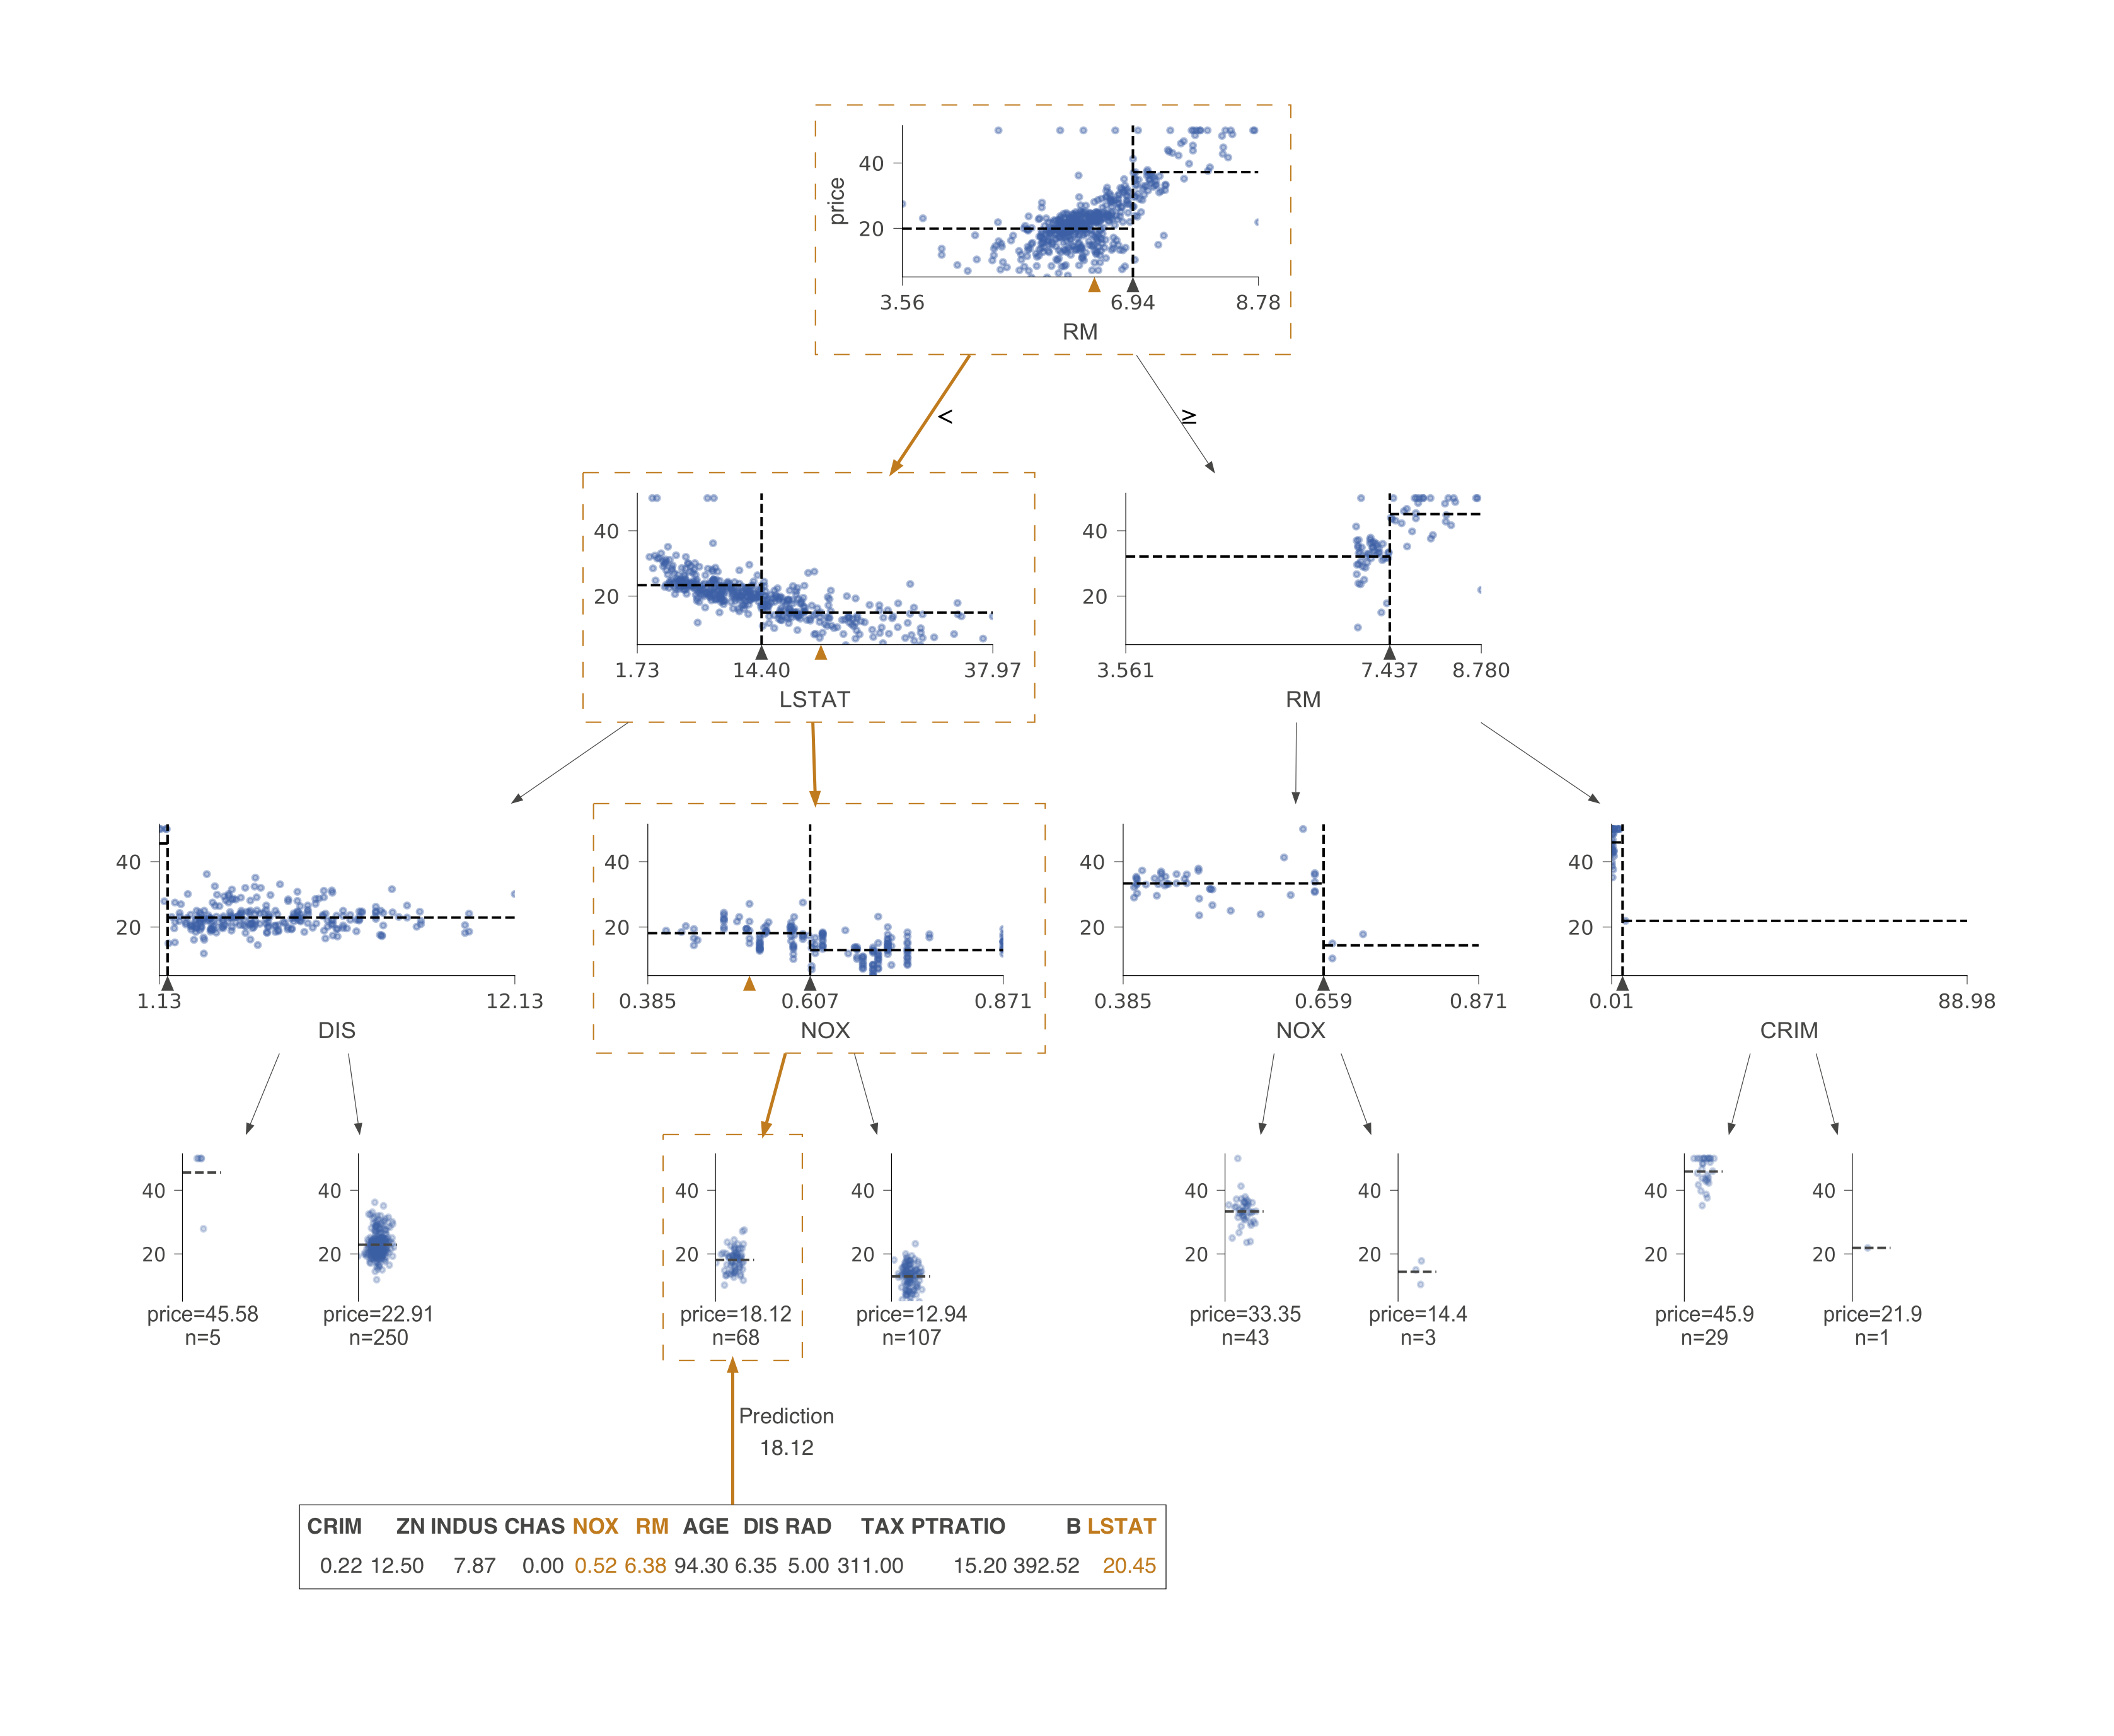 price
40
20
3.56 6.94 8.78
RM
< ≥
40
20
1.73 14.40 37.97
LSTAT
40
20
3.561 7.437 8.780
RM
40
20
1.13 12.13
DIS
40
20
0.385 0.607 0.871
NOX
40
20
0.385 0.659 0.871
NOX
40
20
0.01 88.98
CRIM
40
20
price=45.58
n=5
40
20
price=22.91
n=250
40
20
price=18.12
n=68
40
20
price=12.94
n=107
40
20
price=33.35
n=43
40
20
price=14.4
n=3
40
20
price=45.9
n=29
40
20
price=21.9
n=1
Prediction
18.12
CRIM ZN INDUS CHAS NOX RM AGE DIS RAD TAX PTRATIO B LSTAT
0.22 12.50 7.87 0.00 0.52 6.38 94.30 6.35 5.00 311.00 15.20 392.52 20.45